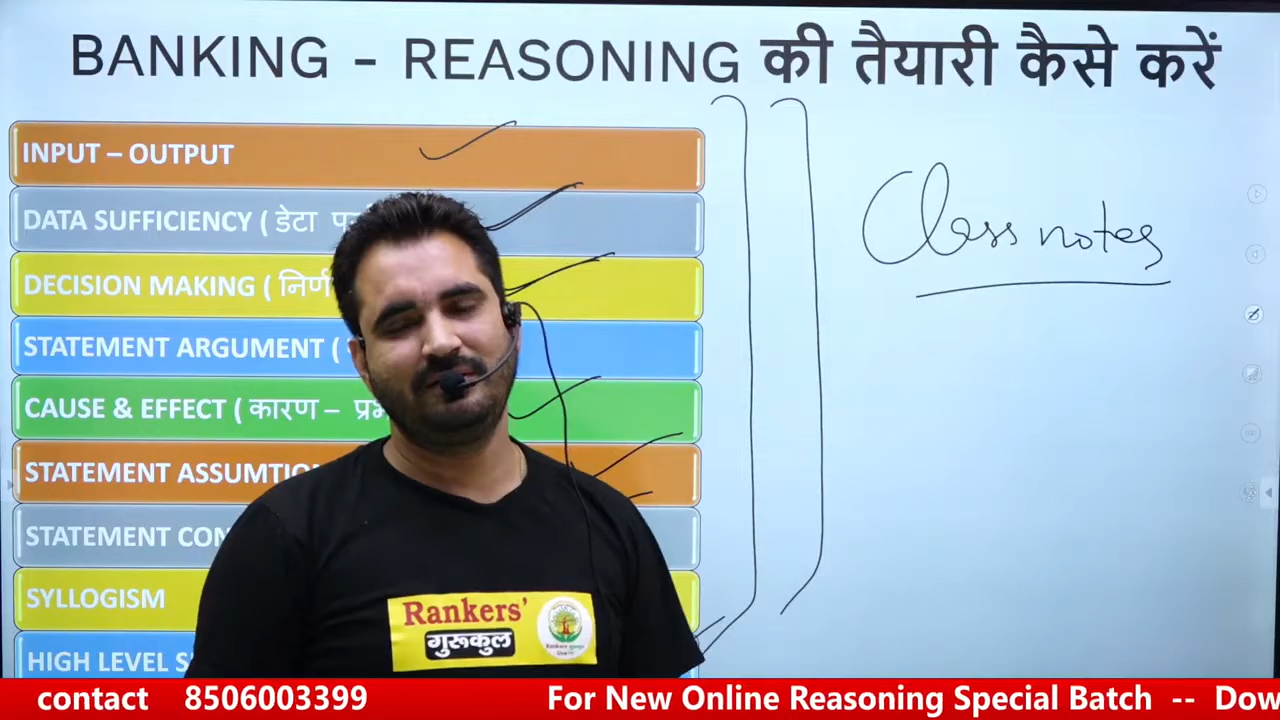 BANKING - REASONING की तैयारी कैसे करें
INPUT – OUTPUT
DATA SUFFICIENCY ( डेटा
DECISION MAKING (
STATEMENT ARGUMENT (
CAUSE & EFFECT ( कारण –
STATEMENT ASSUMTIO
STATEMENT CON
SYLLOGISM
HIGH LEVEL S
Class notes
Rankers'
गुरूकुल
contact 8506003399 For New Online Reasoning Special Batch -- Dow